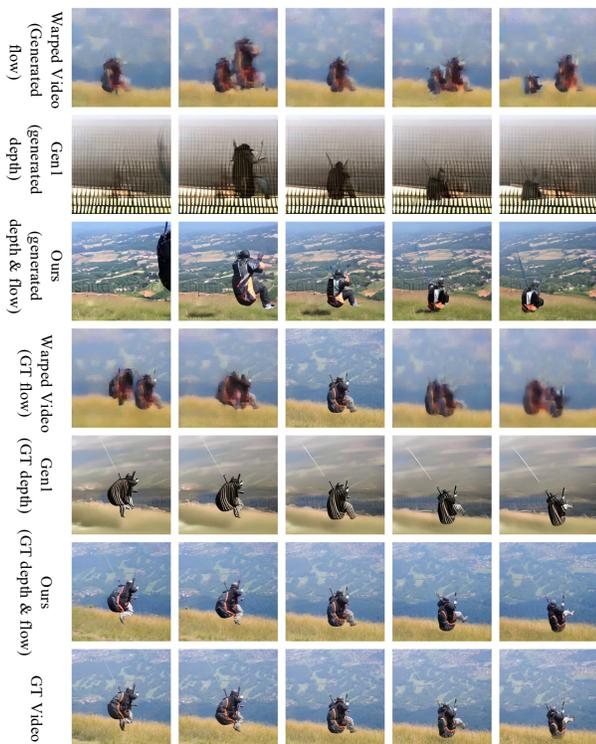 Warped Video
(Generated
flow)
Gen1
(generated
depth)
Ours
(generated
depth & flow)
Warped Video
(GT flow)
Gen1
(GT depth)
Ours
(GT depth & flow)
GT Video